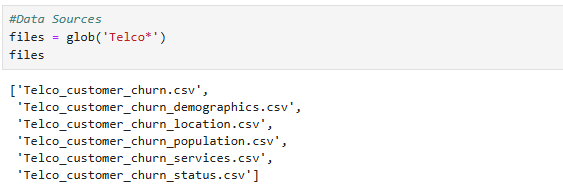 #Data Sources
files = glob('Telco*')
files
['Telco_customer_churn.csv',
'Telco_customer_churn_demographics.csv',
'Telco_customer_churn_location.csv',
'Telco_customer_churn_population.csv',
'Telco_customer_churn_services.csv',
'Telco_customer_churn_status.csv']